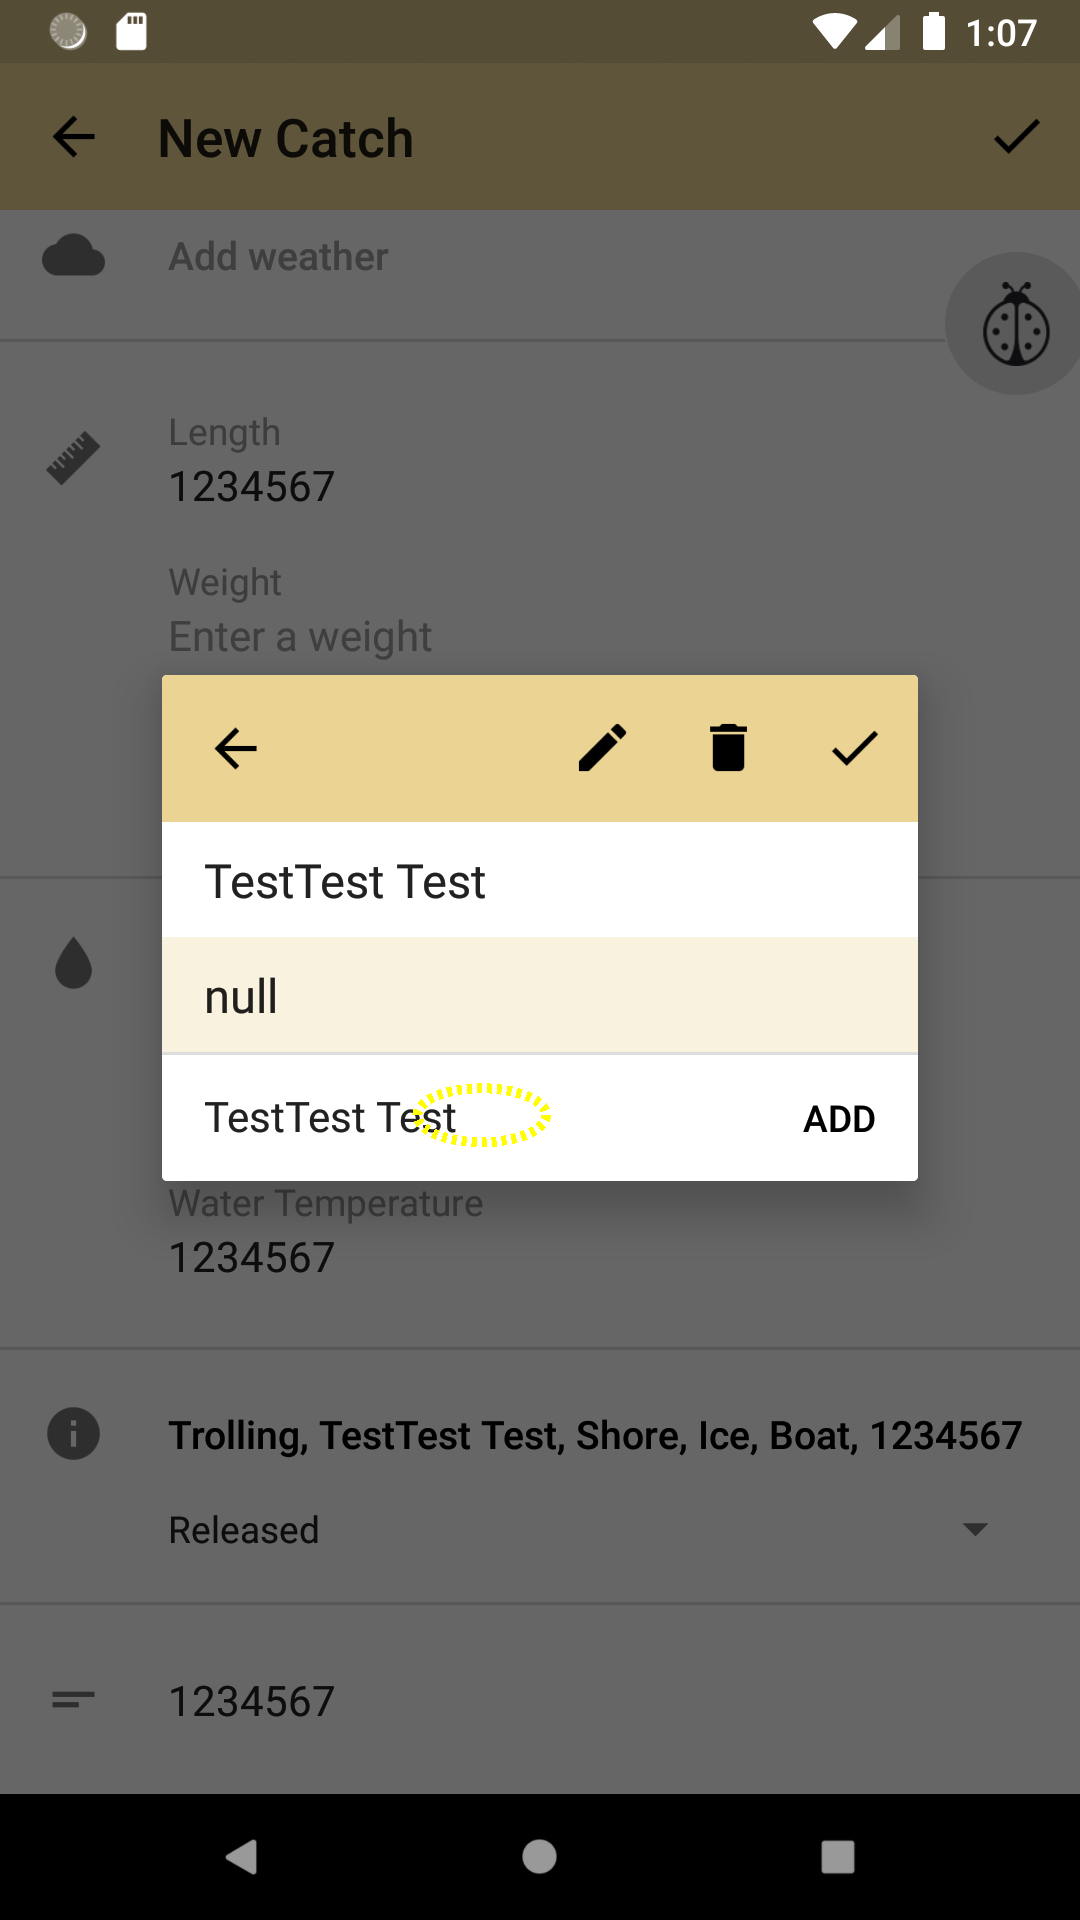 1:07
New Catch
Add weather
Length
1234567
Weight
Enter a weight
TestTest Test
null
TestTest Test ADD
Water Temperature
1234567
Trolling, TestTest Test, Shore, Ice, Boat, 1234567
Released
1234567